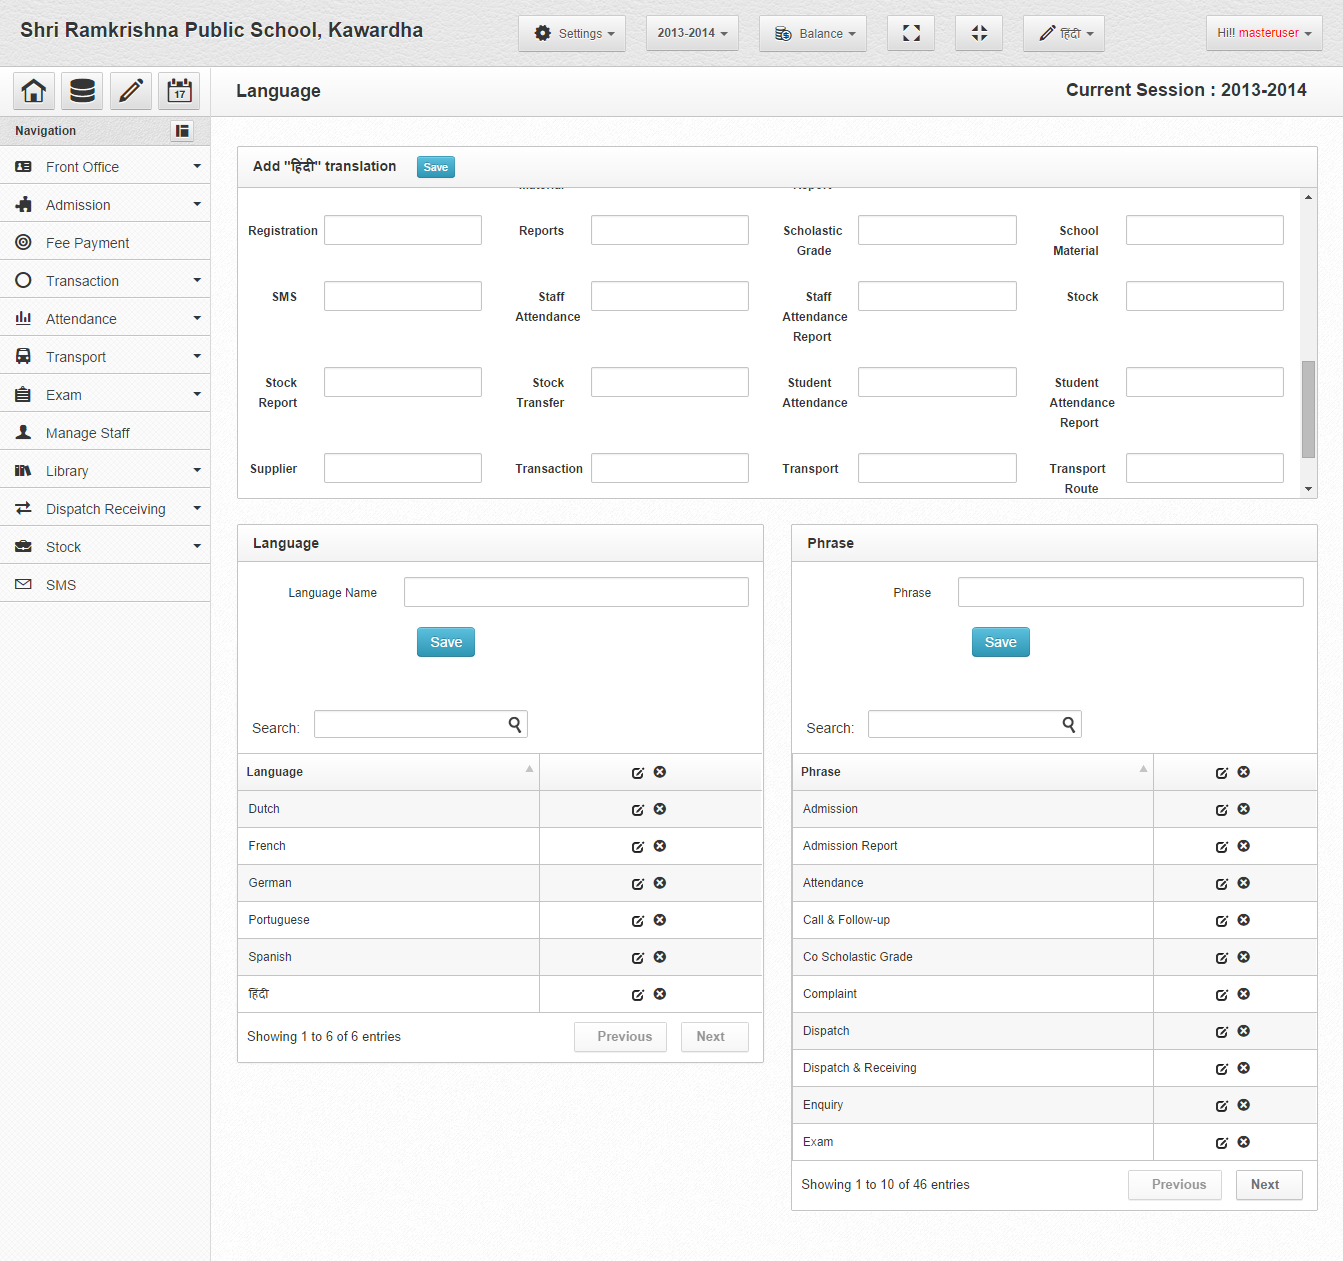 Shri Ramkrishna Public School, Kawardha
Settings
2013-2014
Balance
हिंदी
Hi!! masteruser
17
Language
Current Session : 2013-2014
Navigation
Front Office
Admission
Fee Payment
Transaction
Attendance
Transport
Exam
Manage Staff
Library
Dispatch Receiving
Stock
SMS
Add "हिंदी" translation
Save
Material
Report
Registration
Reports
Scholastic
Grade
School
Material
SMS
Staff
Attendance
Staff
Attendance
Report
Stock
Stock
Report
Stock
Transfer
Student
Attendance
Student
Attendance
Report
Supplier
Transaction
Transport
Transport
Route
Language
Language Name
Save
Search:
Language
Dutch
French
German
Portuguese
Spanish
हिंदी
Showing 1 to 6 of 6 entries
Previous
Next
Phrase
Phrase
Save
Search:
Phrase
Admission
Admission Report
Attendance
Call & Follow-up
Co Scholastic Grade
Complaint
Dispatch
Dispatch & Receiving
Enquiry
Exam
Showing 1 to 10 of 46 entries
Previous
Next